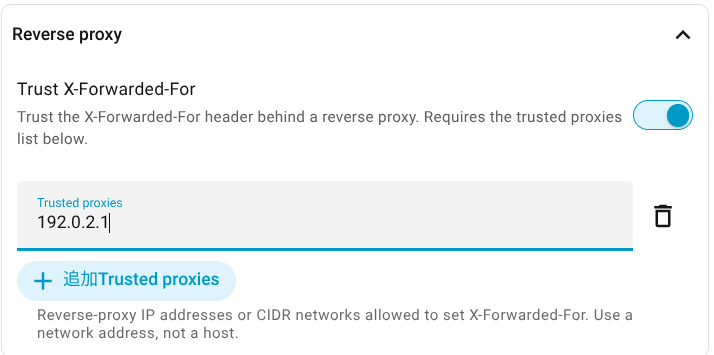 Reverse proxy
Trust X-Forwarded-For
Trust the X-Forwarded-For header behind a reverse proxy. Requires the trusted proxies
list below.
Trusted proxies
192.0.2.1
追加Trusted proxies
Reverse-proxy IP addresses or CIDR networks allowed to set X-Forwarded-For. Use a
network address, not a host.